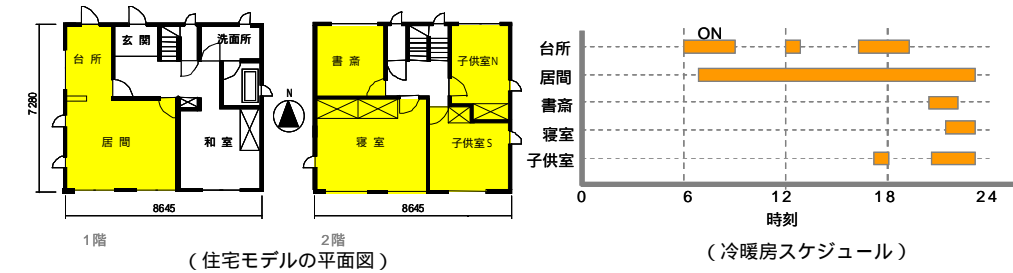 玄関
洗面所
台所
居間
和室
7280
8645
1階
N
書斎
子供室N
寝室
子供室S
8645
2階
(住宅モデルの平面図)
ON
台所
居間
書斎
寝室
子供室
0 6 12 18 24
時刻
(冷暖房スケジュール)